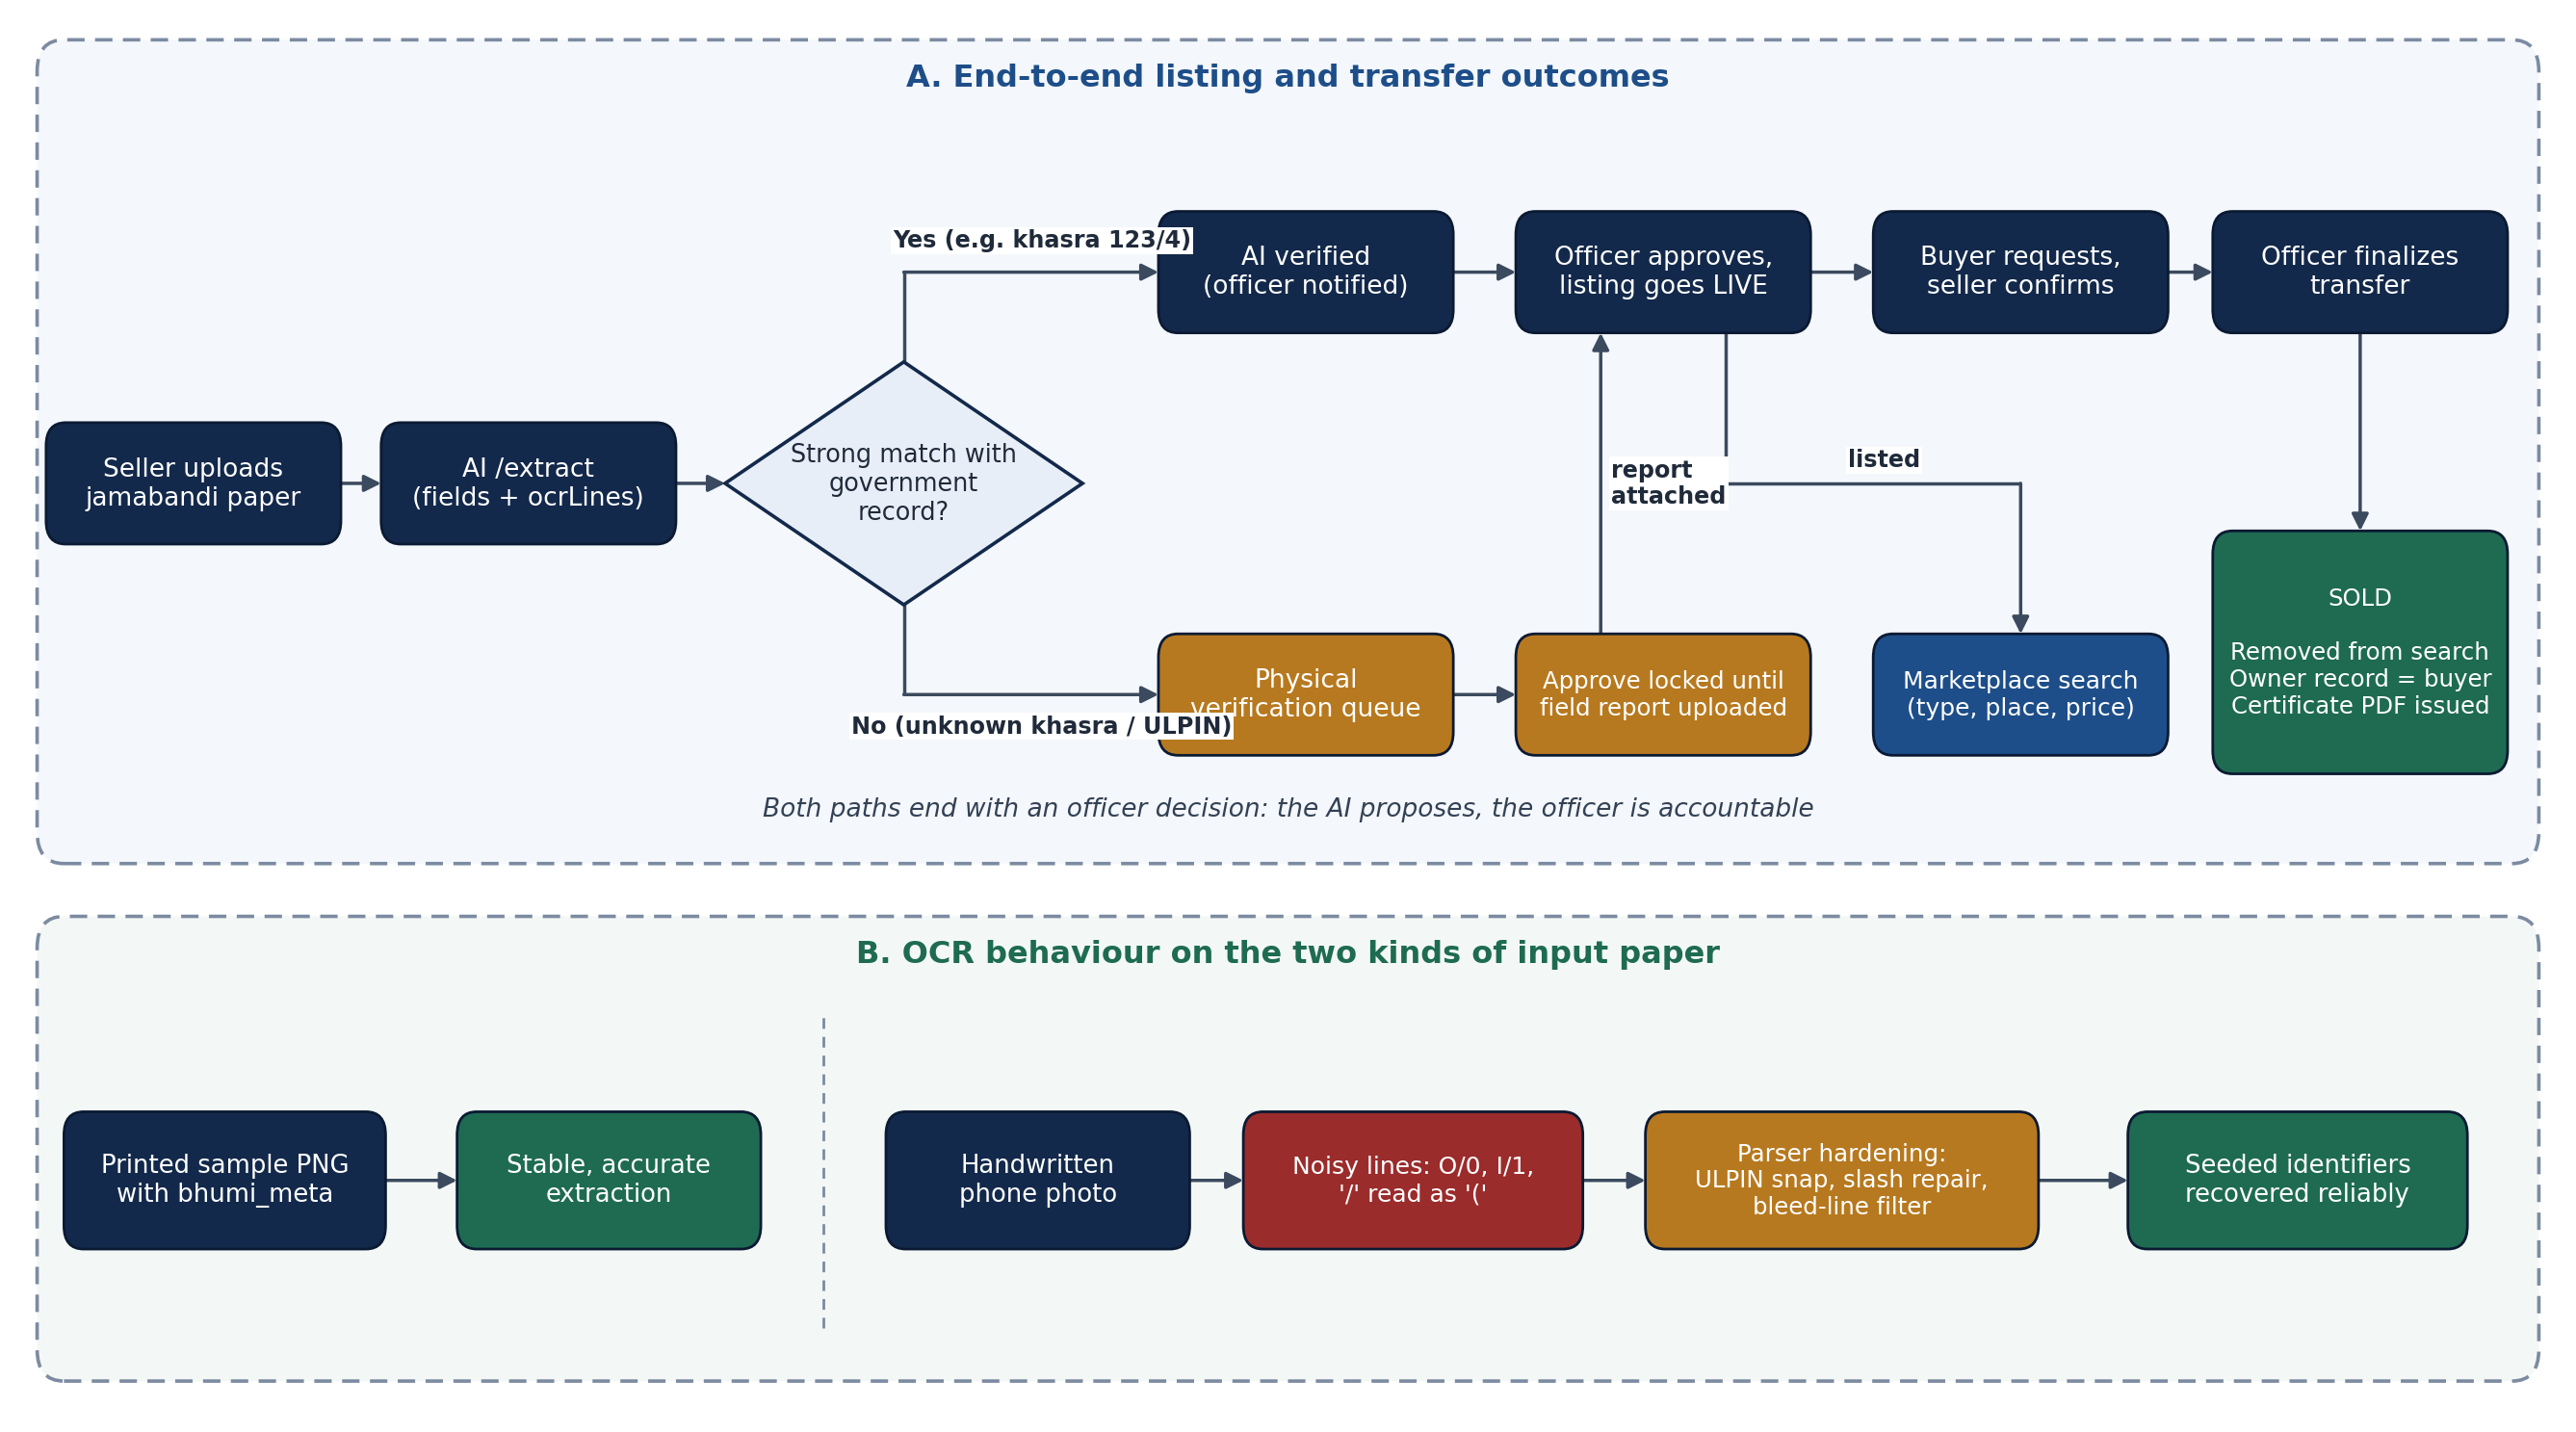 A. End-to-end listing and transfer outcomes
Seller uploads
jamabandi paper
AI /extract
(fields + ocrLines)
Strong match with
government
record?
Yes (e.g. khasra 123/4)
AI verified
(officer notified)
Officer approves,
listing goes LIVE
Buyer requests,
seller confirms
Officer finalizes
transfer
No (unknown khasra / ULPIN)
Physical
verification queue
Approve locked until
field report uploaded
report
attached
listed
Marketplace search
(type, place, price)
SOLD
Removed from search
Owner record = buyer
Certificate PDF issued
Both paths end with an officer decision: the AI proposes, the officer is accountable
B. OCR behaviour on the two kinds of input paper
Printed sample PNG
with bhumi_meta
Stable, accurate
extraction
Handwritten
phone photo
Noisy lines: O/0, I/1,
'/' read as '('
Parser hardening:
ULPIN snap, slash repair,
bleed-line filter
Seeded identifiers
recovered reliably